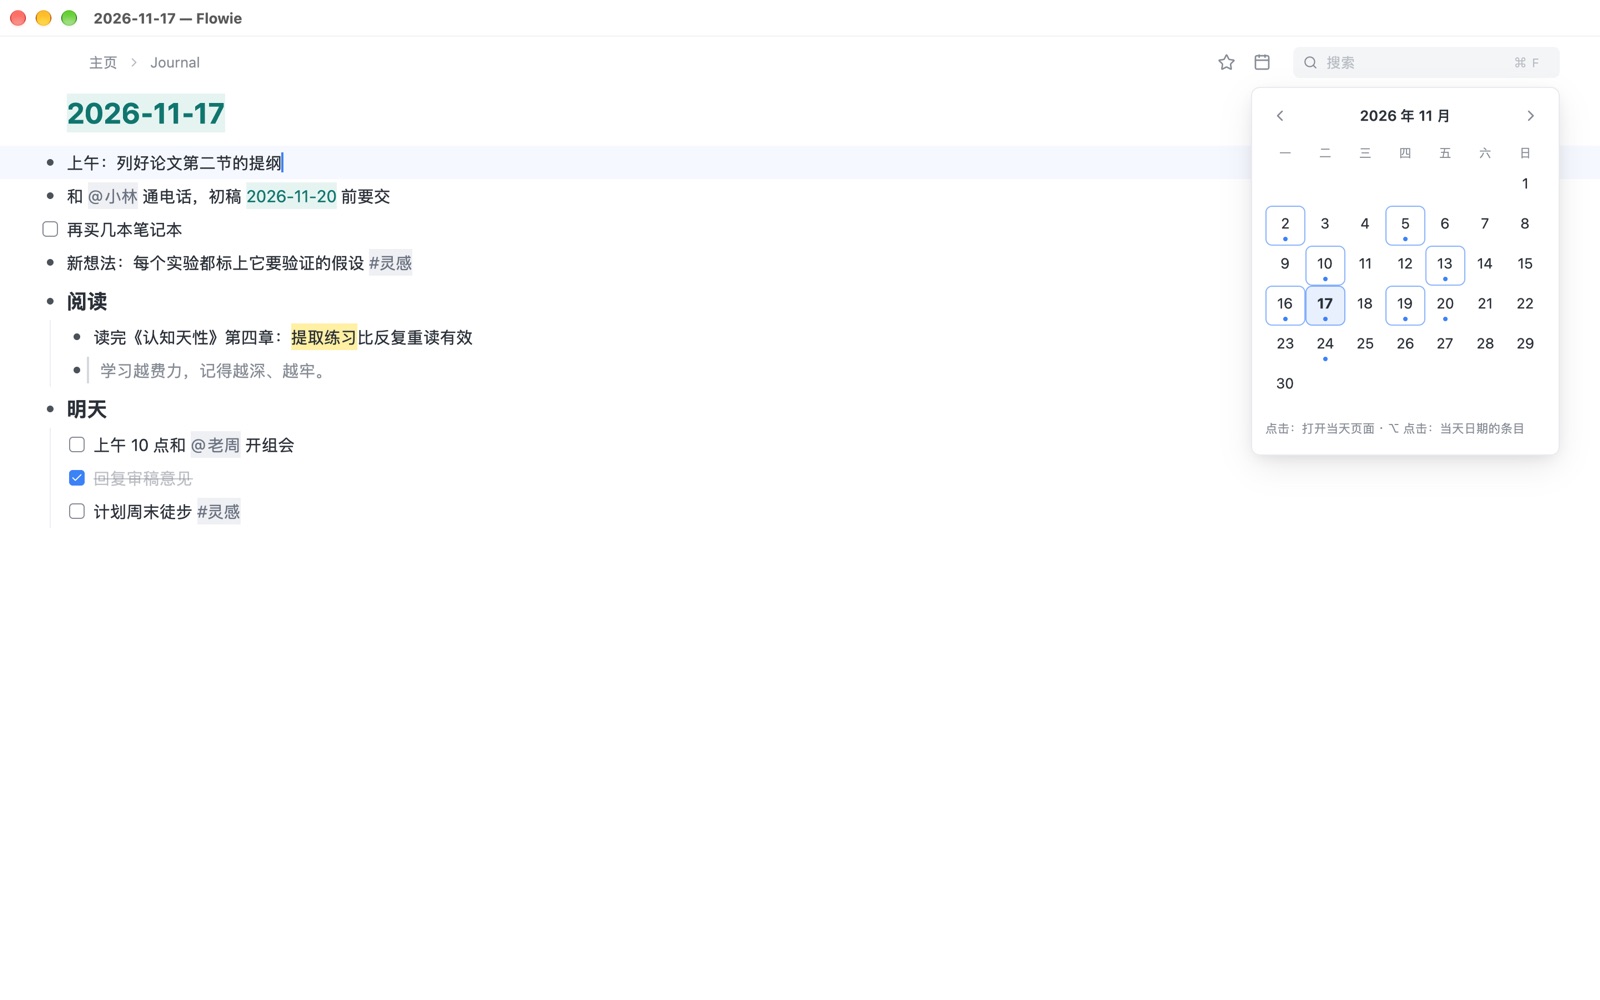 2026-11-17 — Flowie
主页 > Journal
搜索 ⌘ F
2026-11-17
上午：列好论文第二节的提纲
和 @小林 通电话，初稿 2026-11-20 前要交
再买几本笔记本
新想法：每个实验都标上它要验证的假设 #灵感
阅读
读完《认知天性》第四章：提取练习比反复重读有效
学习越费力，记得越深、越牢。
明天
上午 10 点和 @老周 开组会
回复审稿意见
计划周末徒步 #灵感
2026 年 11 月
一 二 三 四 五 六 日
1
2 3 4 5 6 7 8
9 10 11 12 13 14 15
16 17 18 19 20 21 22
23 24 25 26 27 28 29
30
点击：打开当天页面 · ⌥ 点击：当天日期的条目